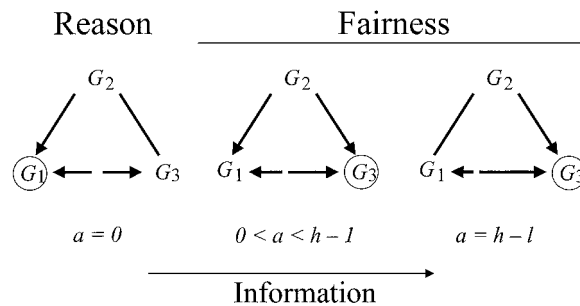 Reason Fairness
G2 G2 G2
G1 G3 G1 G3 G1 G3
a = 0 0 < a < h – 1 a = h – l
Information